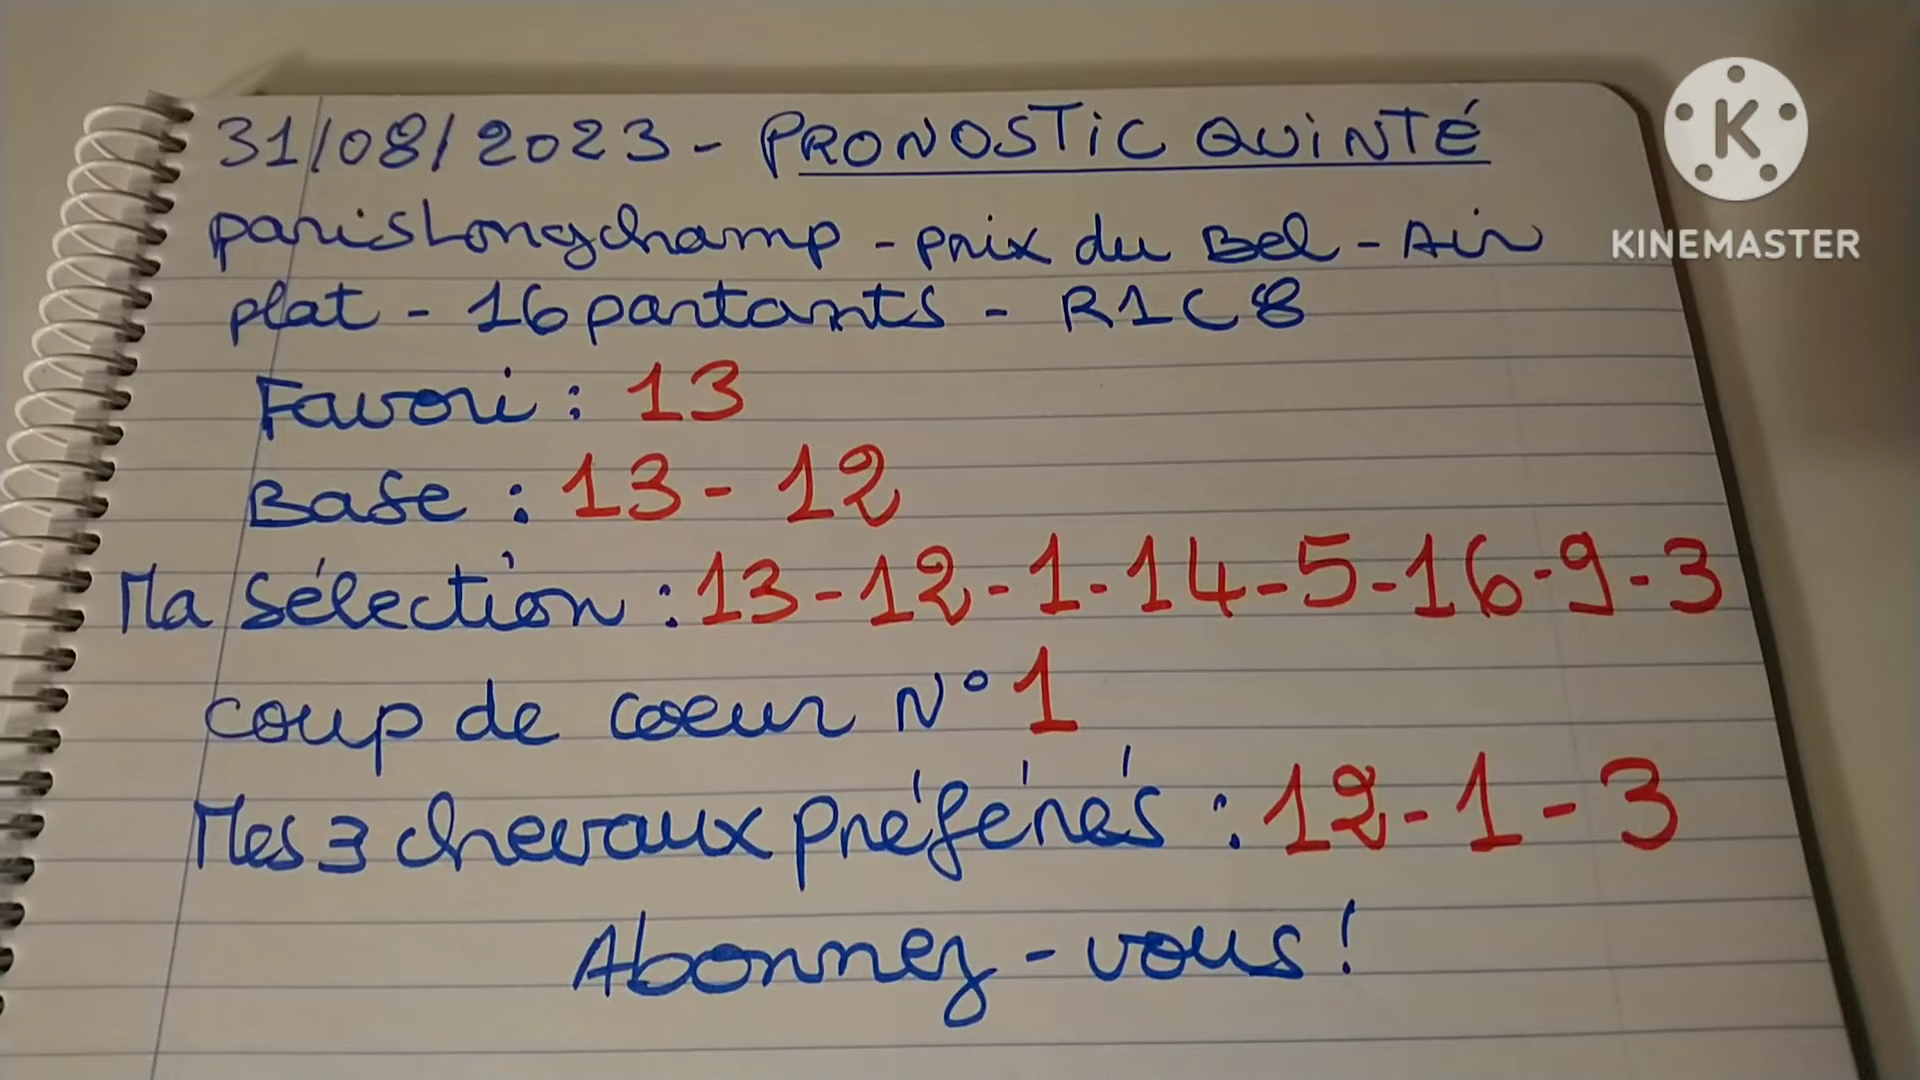 31/08/2023 - PRONOSTiC QUiNTÉ
parisLongchamp - prix du Bel - Air
plat - 16 partants - R1C8
Favori : 13
Base : 13 - 12
Ma sélection : 13 - 12 - 1 - 14 - 5 - 16 - 9 - 3
coup de coeur N° 1
Mes 3 chevaux préférés : 12 - 1 - 3
Abonnez - vous !
K
KINEMASTER